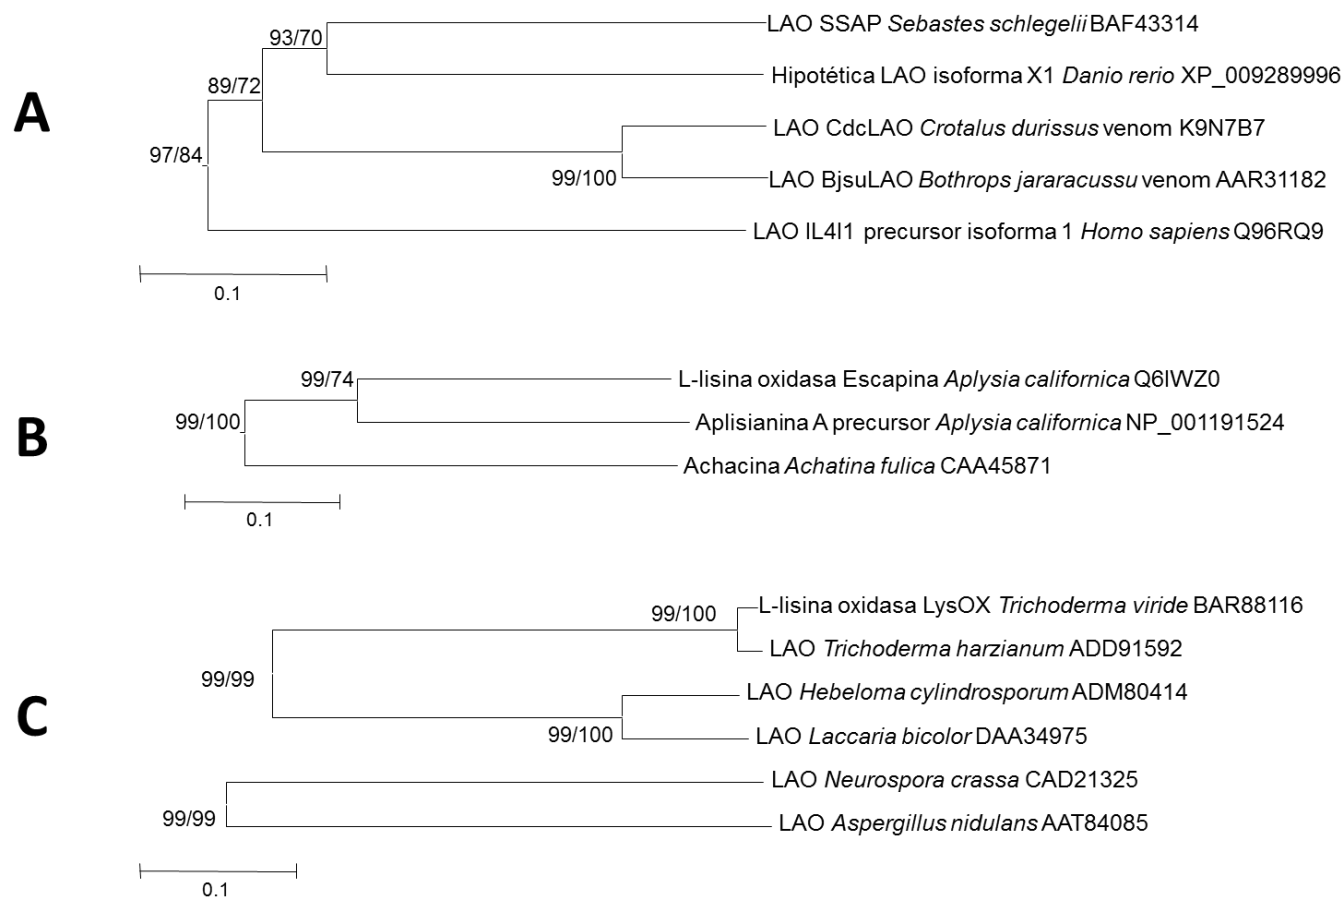 A
93/70
LAO SSAP Sebastes schlegelii BAF43314
89/72
Hipotética LAO isoforma X1 Danio rerio XP_009289996
97/84
LAO CdcLAO Crotalus durissus venom K9N7B7
99/100
LAO BjsuLAO Bothrops jararacussu venom AAR31182
LAO IL4I1 precursor isoforma 1 Homo sapiens Q96RQ9
0.1
B
99/74
L-lisina oxidasa Escapina Aplysia californica Q6IWZ0
99/100
Aplisianina A precursor Aplysia californica NP_001191524
Achacina Achatina fulica CAA45871
0.1
C
99/100
L-lisina oxidasa LysOX Trichoderma viride BAR88116
LAO Trichoderma harzianum ADD91592
99/99
LAO Hebeloma cylindrosporum ADM80414
99/100
LAO Laccaria bicolor DAA34975
LAO Neurospora crassa CAD21325
99/99
LAO Aspergillus nidulans AAT84085
0.1